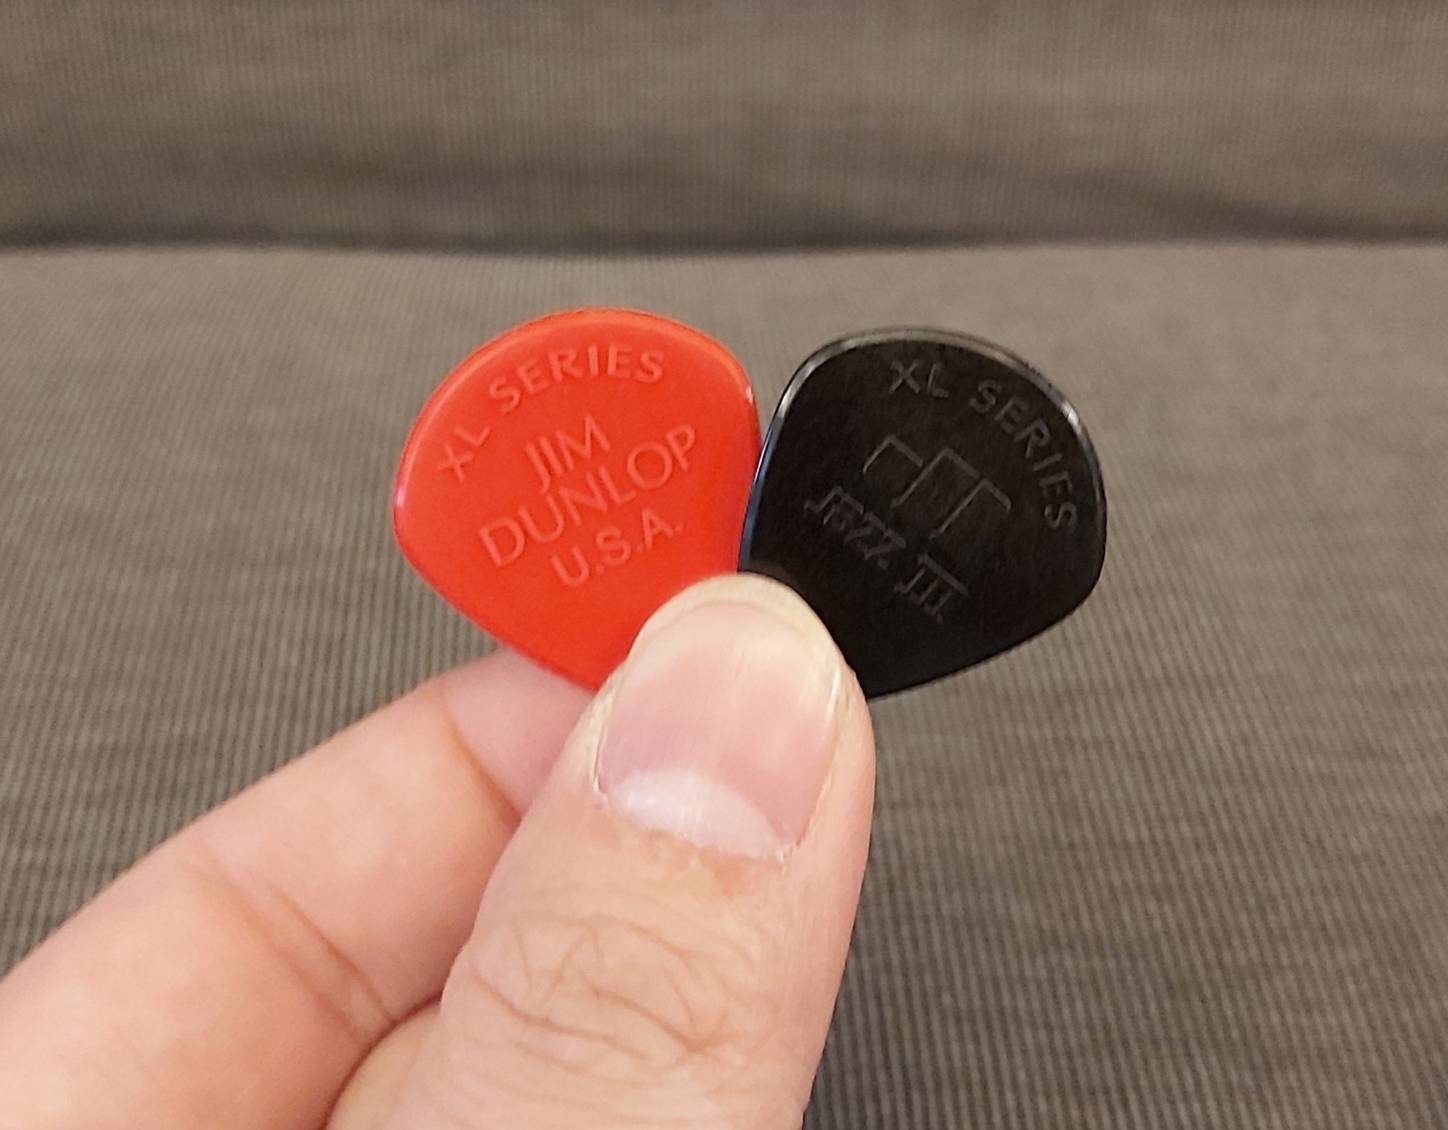 XL SERIES
JIM
DUNLOP
U.S.A.
XL SERIES
JAZZ III